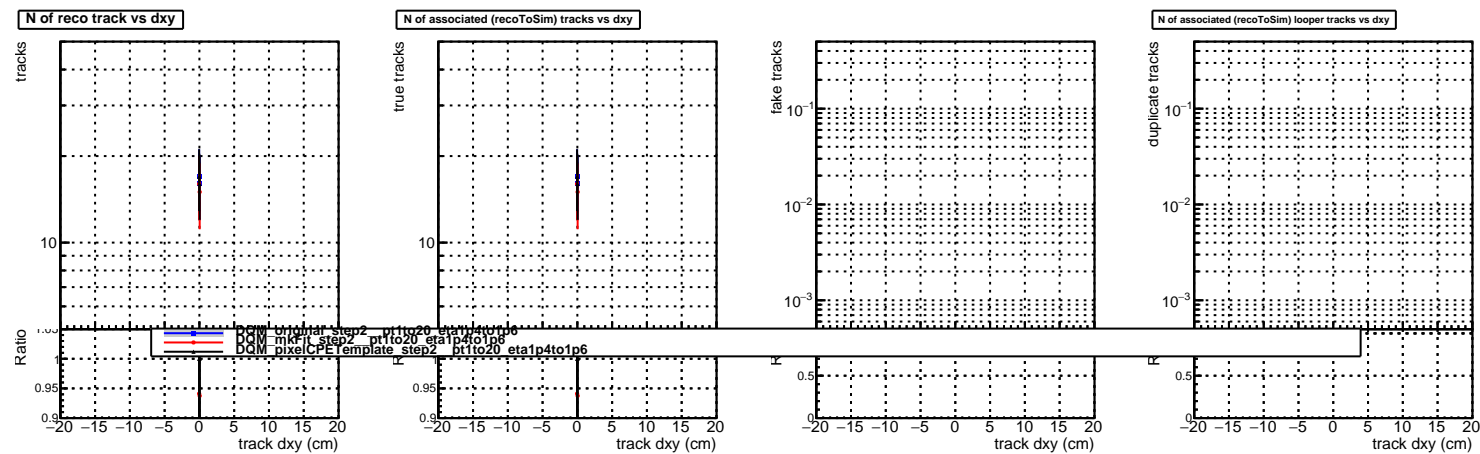 N of reco track vs dxy
N of associated (recoToSim) tracks vs dxy
N of associated (recoToSim) looper tracks vs dxy
tracks
10
true tracks
10
fake tracks
10⁻¹
10⁻²
10⁻³
duplicate tracks
10⁻¹
10⁻²
10⁻³
DQM_original_step2__pt1to20_eta1p4to1p6
DQM_mkFit_step2__pt1to20_eta1p4to1p6
DQM_pixelCPETemplate_step2__pt1to20_eta1p4to1p6
Ratio
1.05
1
0.95
0.9
−20 −15 −10 −5 0 5 10 15 20
track dxy (cm)
0.95
0.9
−20 −15 −10 −5 0 5 10 15 20
track dxy (cm)
0.5
0
−20 −15 −10 −5 0 5 10 15 20
track dxy (cm)
0.5
0
−20 −15 −10 −5 0 5 10 15 20
track dxy (cm)